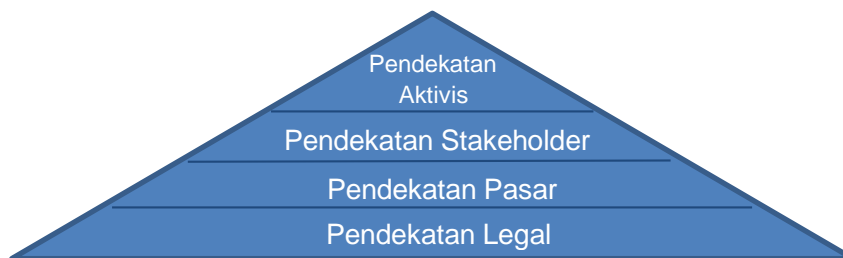 Pendekatan
Aktivis
Pendekatan Stakeholder
Pendekatan Pasar
Pendekatan Legal